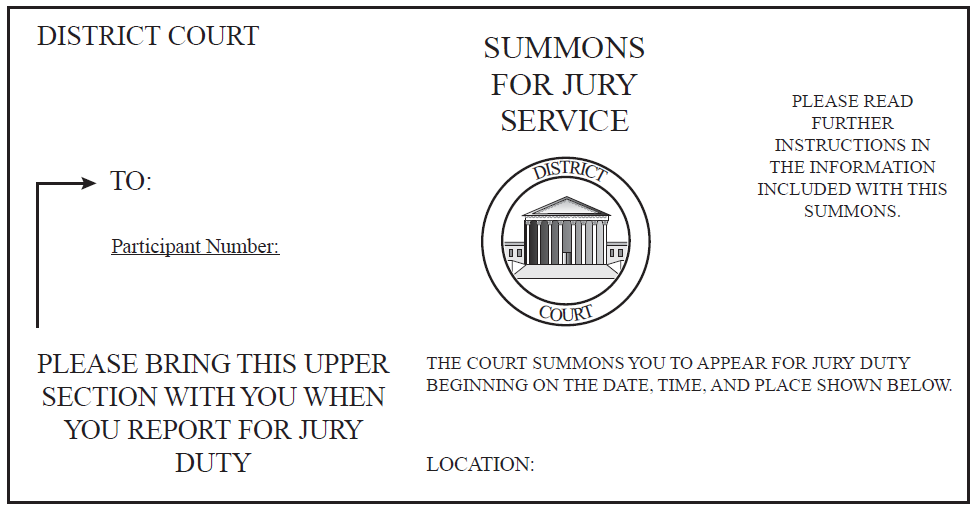 DISTRICT COURT
SUMMONS
FOR JURY
SERVICE
PLEASE READ
FURTHER
INSTRUCTIONS IN
THE INFORMATION
INCLUDED WITH THIS
SUMMONS.
TO:
Participant Number:
DISTRICT
COURT
PLEASE BRING THIS UPPER
SECTION WITH YOU WHEN
YOU REPORT FOR JURY
DUTY
THE COURT SUMMONS YOU TO APPEAR FOR JURY DUTY
BEGINNING ON THE DATE, TIME, AND PLACE SHOWN BELOW.
LOCATION: